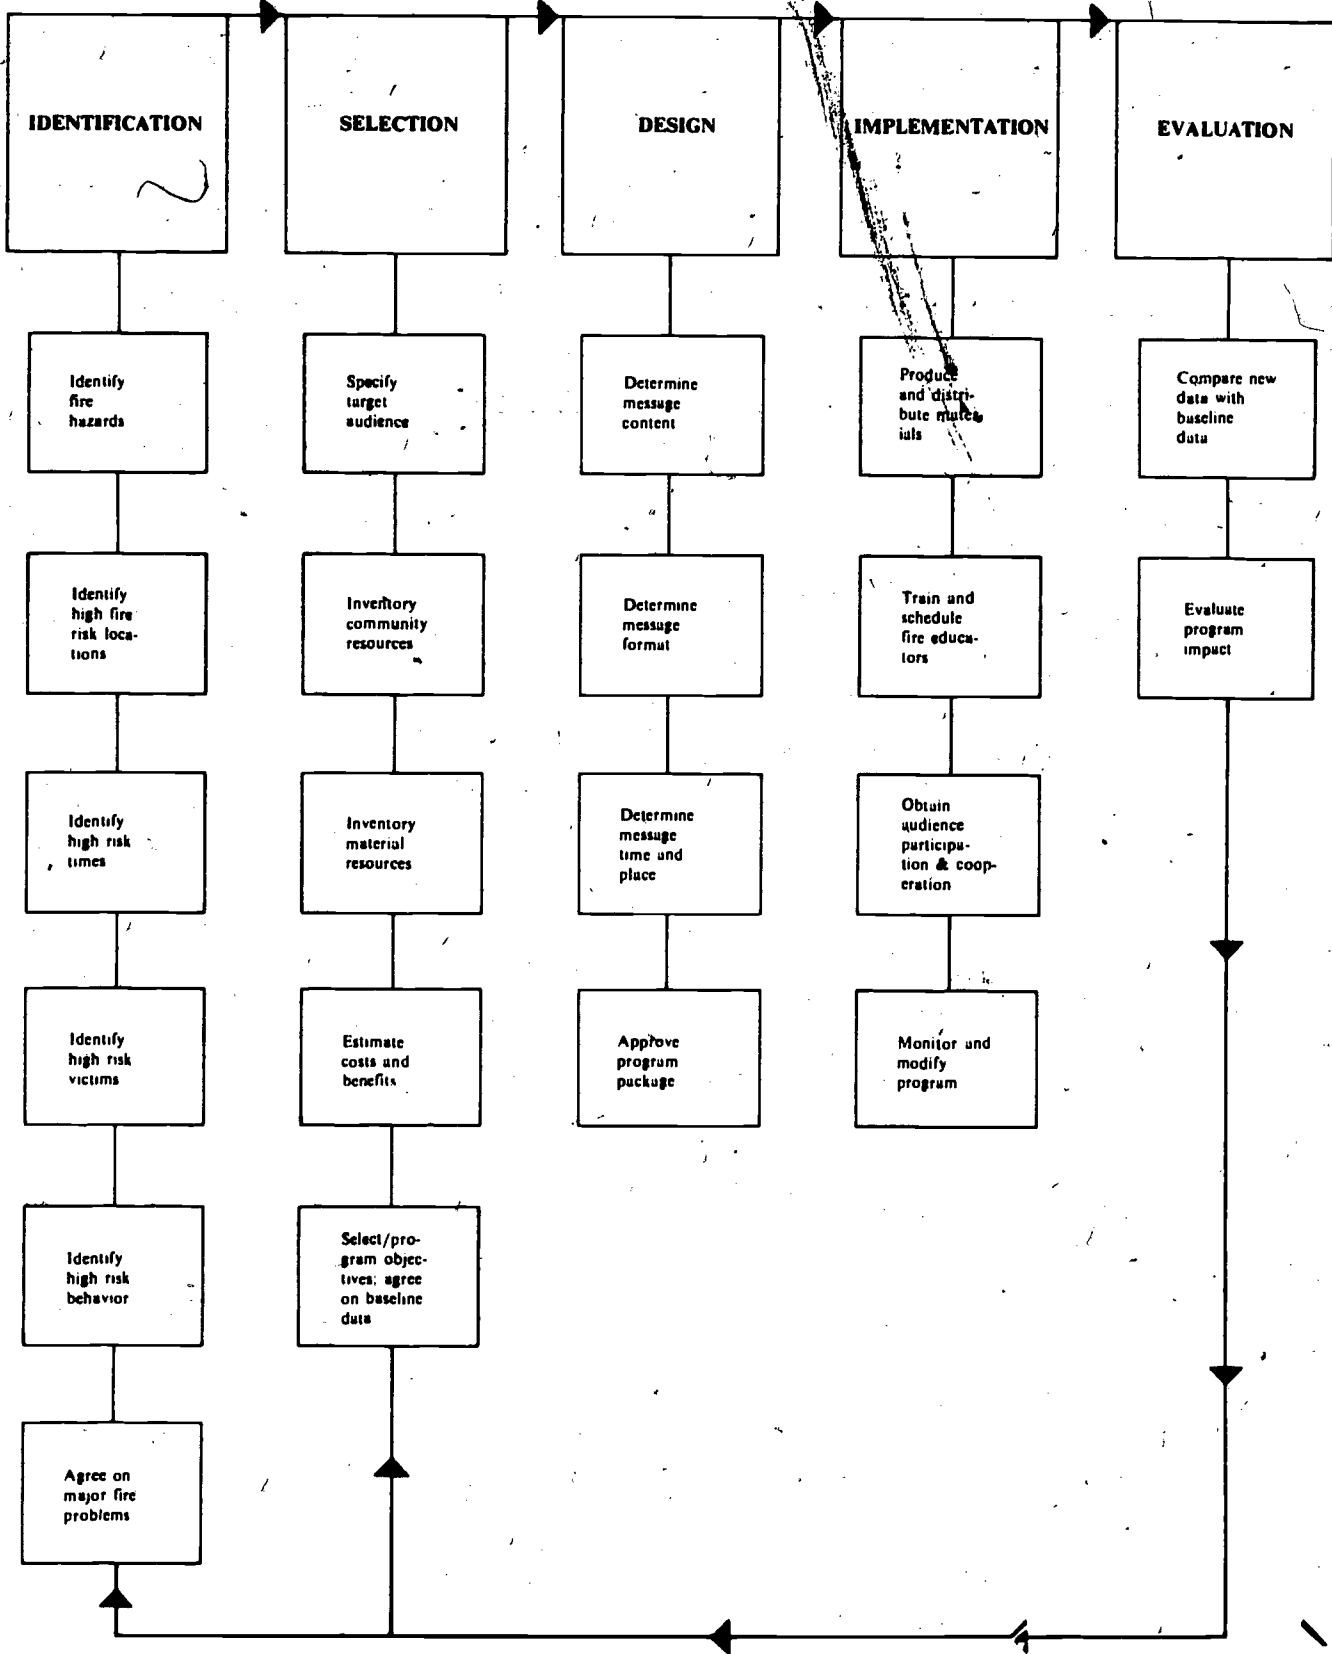 IDENTIFICATION
SELECTION
DESIGN
IMPLEMENTATION
EVALUATION
Identify
fire
hazards
Identify
high fire
risk loca-
tions
Identify
high risk
times
Identify
high risk
victims
Identify
high risk
behavior
Agree on
major fire
problems
Specify
target
audience
Inventory
community
resources
Inventory
material
resources
Estimate
costs and
benefits
Select/pro-
gram objec-
tives; agree
on baseline
data
Determine
message
content
Determine
message
format
Determine
message
time and
place
Approve
program
package
Produce
and distri-
bute mater-
ials
Train and
schedule
fire educa-
tors
Obtain
audience
participa-
tion & coop-
eration
Monitor and
modify
program
Compare new
data with
baseline
data
Evaluate
program
impact